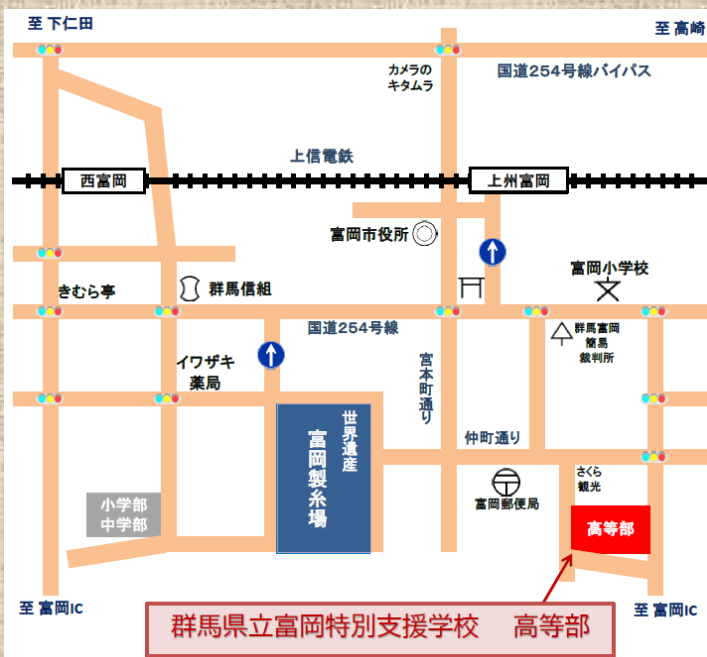 至 下仁田
至 高崎
カメラの
キタムラ
国道254号線バイパス
上信電鉄
西富岡
上州富岡
富岡市役所
富岡小学校
きむら亭
群馬信組
国道254号線
群馬富岡
簡易
裁判所
イワザキ
薬局
宮本町通り
世界遺産
富岡製糸場
仲町通り
さくら
観光
富岡郵便局
小学部
中学部
高等部
至 富岡IC
至 富岡IC
群馬県立富岡特別支援学校 高等部